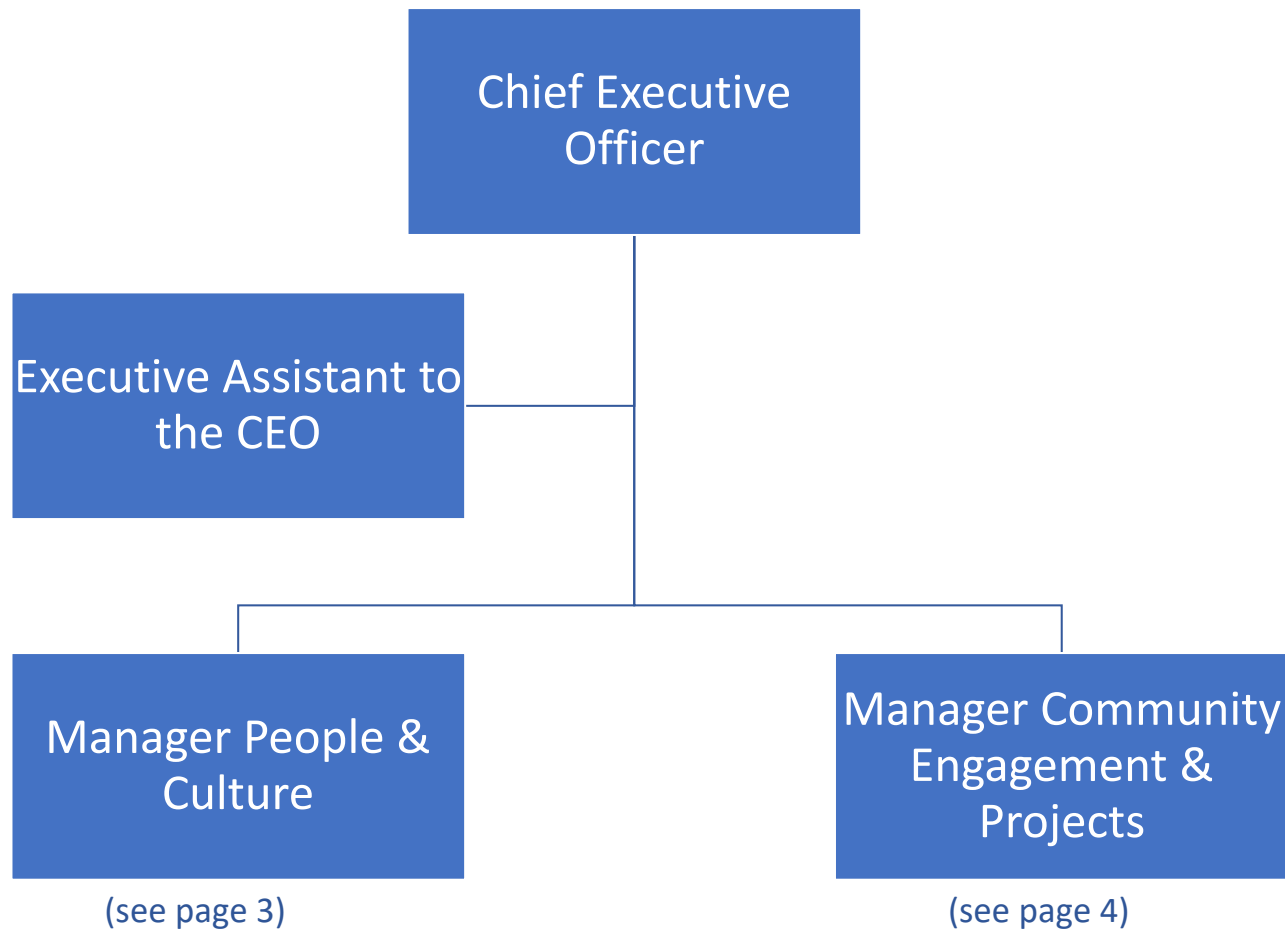 Chief Executive
Officer
Executive Assistant to
the CEO
Manager People &
Culture
(see page 3)
Manager Community
Engagement &
Projects
(see page 4)